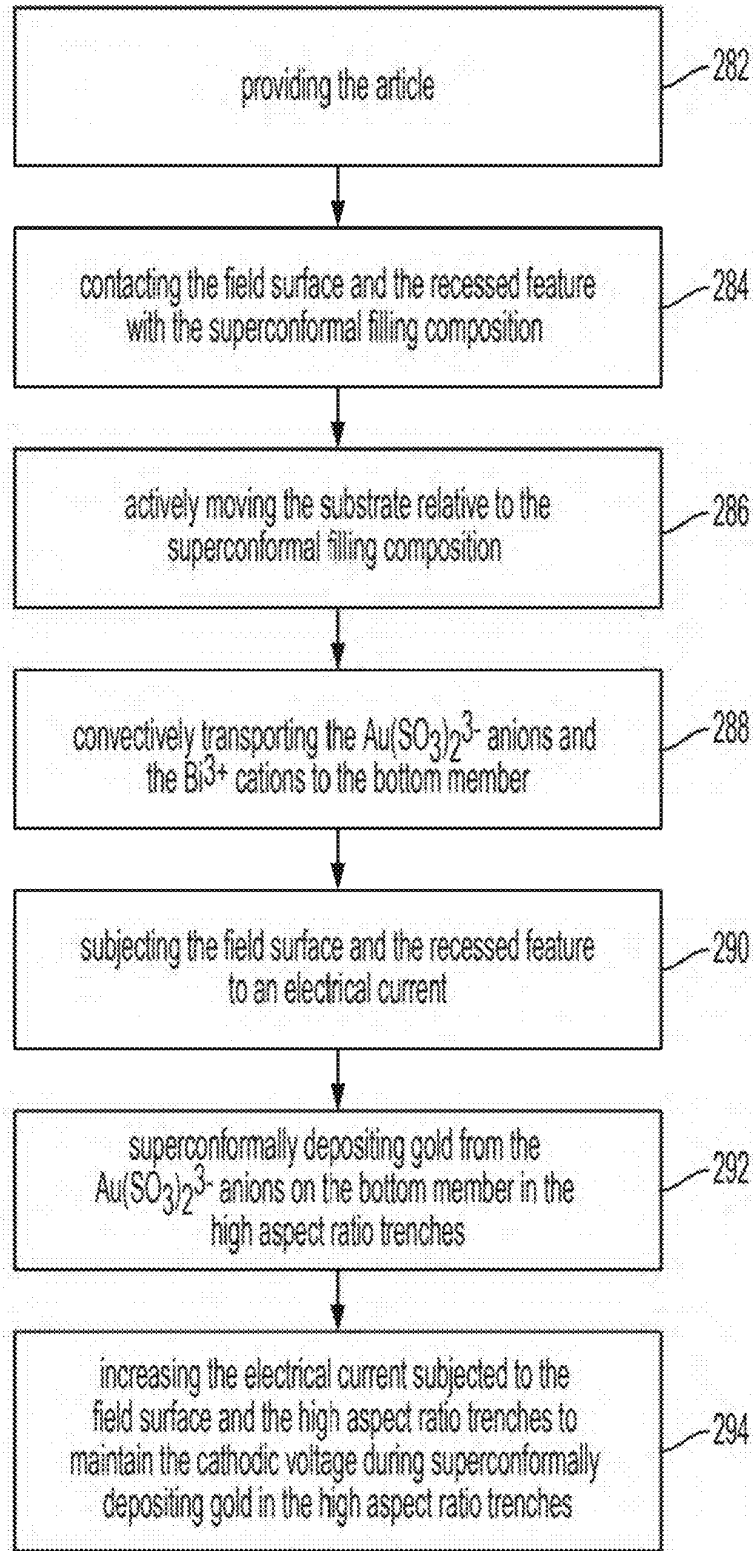 providing the article
282
contacting the field surface and the recessed feature
with the superconformal filling composition
284
actively moving the substrate relative to the
superconformal filling composition
286
convectively transporting the Au(SO3)2 3- anions and
the Bi3+ cations to the bottom member
288
subjecting the field surface and the recessed feature
to an electrical current
290
superconformally depositing gold from the
Au(SO3)2 3- anions on the bottom member in the
high aspect ratio trenches
292
increasing the electrical current subjected to the
field surface and the high aspect ratio trenches to
maintain the cathodic voltage during superconformally
depositing gold in the high aspect ratio trenches
294